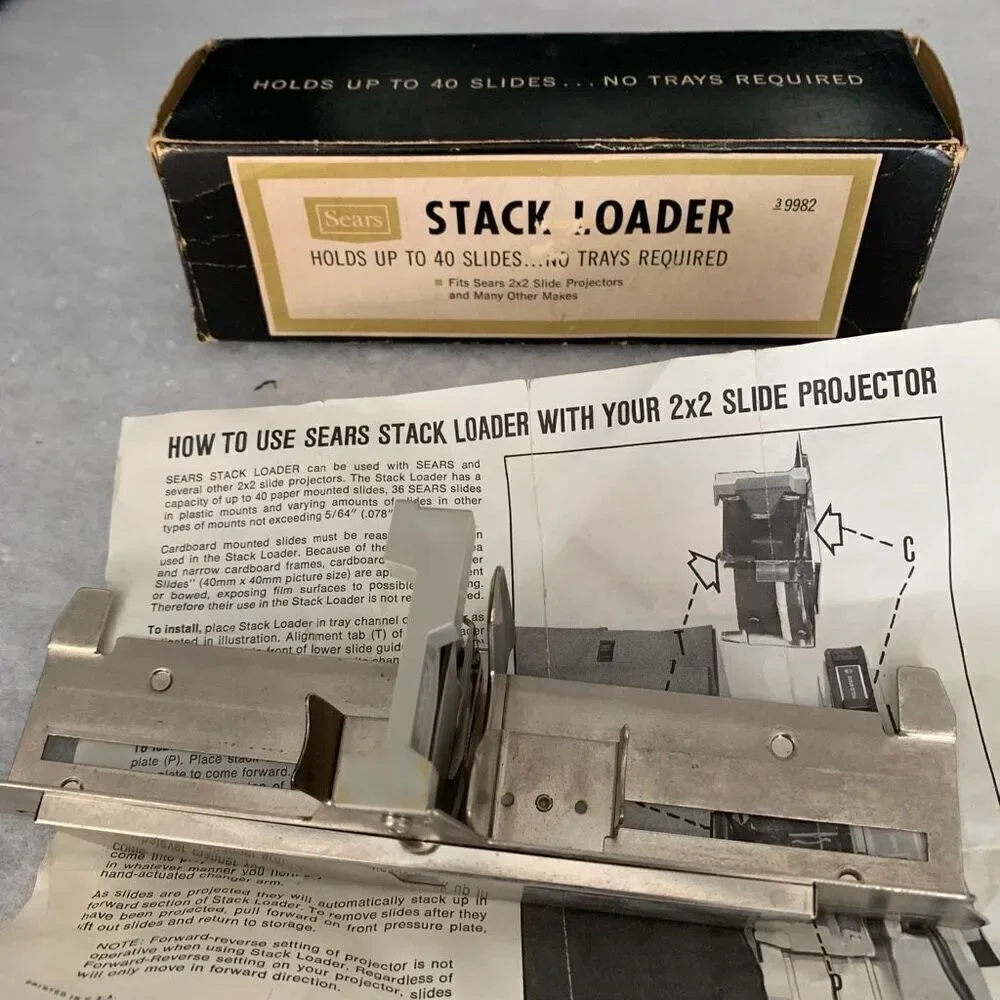 HOLDS UP TO 40 SLIDES...NO TRAYS REQUIRED
Sears
STACK LOADER
3 9982
HOLDS UP TO 40 SLIDES...NO TRAYS REQUIRED
Fits Sears 2x2 Slide Projectors
and Many Other Makes
HOW TO USE SEARS STACK LOADER WITH YOUR 2x2 SLIDE PROJECTOR
SEARS STACK LOADER can be used with SEARS and
several other 2x2 slide projectors. The Stack Loader has a
capacity of up to 40 paper mounted slides, 36 SEARS slides
in plastic mounts and varying amounts of slides in other
types of mounts not exceeding 5/64" (.078"
Cardboard mounted slides must be
used in the Stack Loader. Because of the
and narrow cardboard frames, cardboard
Slides" (40mm x 40mm picture size) are
or bowed, exposing film surfaces to possible
Therefore their use in the Stack Loader is not
To install, place Stack Loader in tray channel as
in illustration. Alignment tab (T) of
front of lower slide
C
T
plate (P). Place
plate to come forward.
in whatever manner you
hand-actuated changer arm.
As slides are projected they will automatically stack up in
forward section of Stack Loader. To remove slides after they
have been projected, pull forward on front pressure plate,
lift out slides and return to storage.
NOTE: Forward-reverse setting of projector is not
operative when using Stack Loader. Regardless of
Forward-Reverse setting on your projector, slides
will only move in forward direction.
P
PRINTED IN